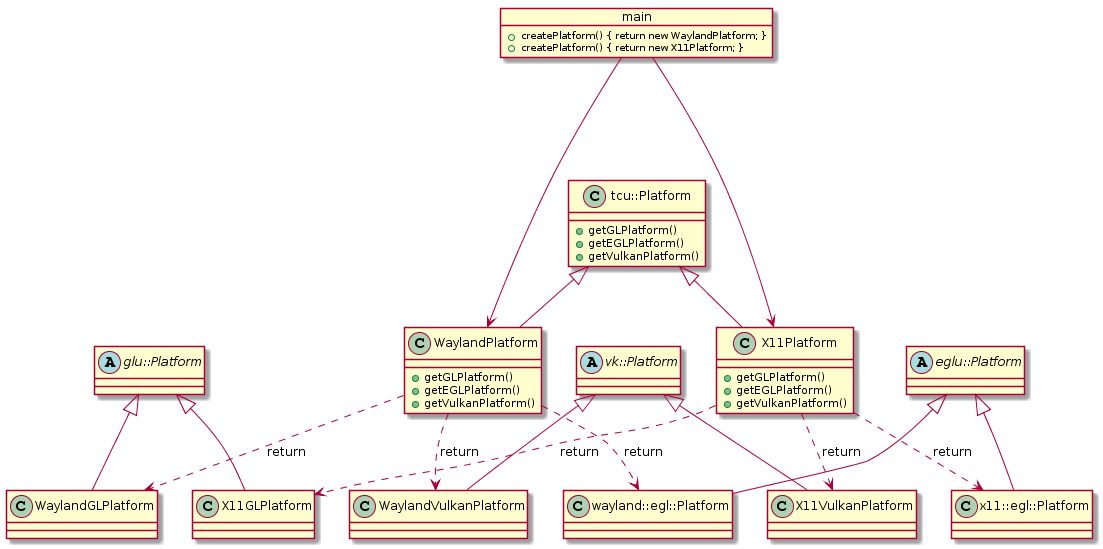 main
createPlatform() { return new WaylandPlatform; }
createPlatform() { return new X11Platform; }
C tcu::Platform
getGLPlatform()
getEGLPlatform()
getVulkanPlatform()
C WaylandPlatform
getGLPlatform()
getEGLPlatform()
getVulkanPlatform()
C X11Platform
getGLPlatform()
getEGLPlatform()
getVulkanPlatform()
A glu::Platform
A vk::Platform
A eglu::Platform
return
return
return
return
return
return
C WaylandGLPlatform
C X11GLPlatform
C WaylandVulkanPlatform
C wayland::egl::Platform
C X11VulkanPlatform
C x11::egl::Platform